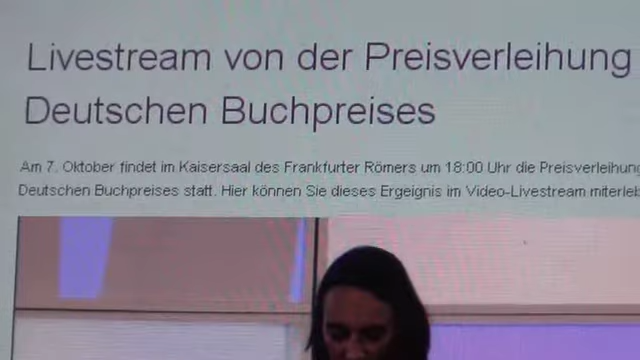 Livestream von der Preisverleihung
Deutschen Buchpreises
Am 7. Oktober findet im Kaisersaal des Frankfurter Römers um 18:00 Uhr die Preisverleihung
Deutschen Buchpreises statt. Hier können Sie dieses Ergeignis im Video-Livestream miterleb